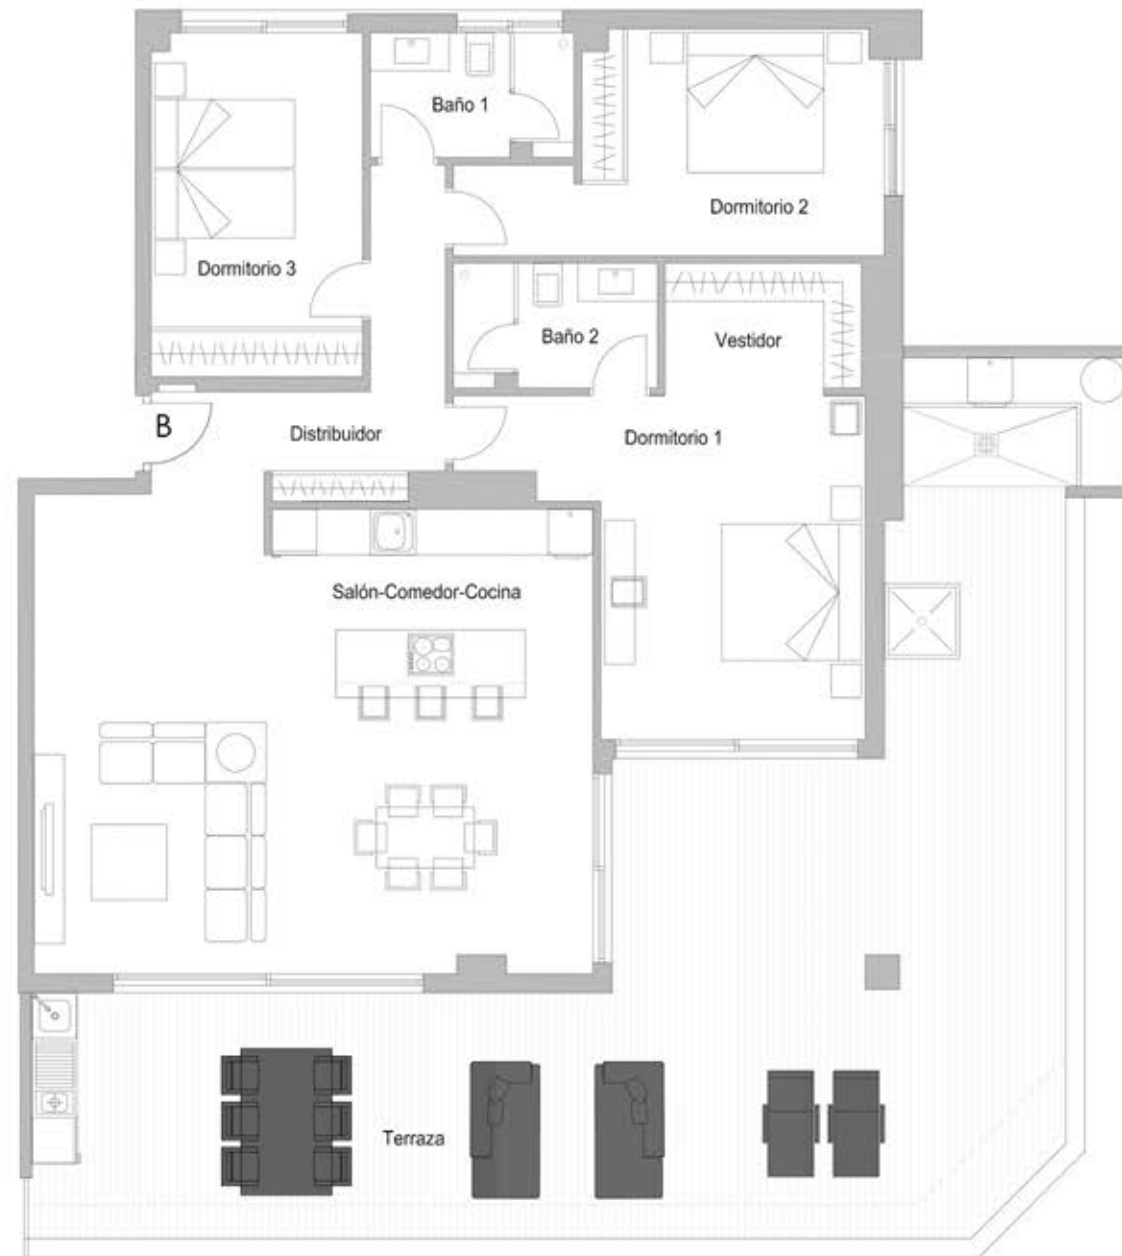 Baño 1
Dormitorio 2
Dormitorio 3
Baño 2
Vestidor
B
Distribuidor
Dormitorio 1
Salón-Comedor-Cocina
Terraza